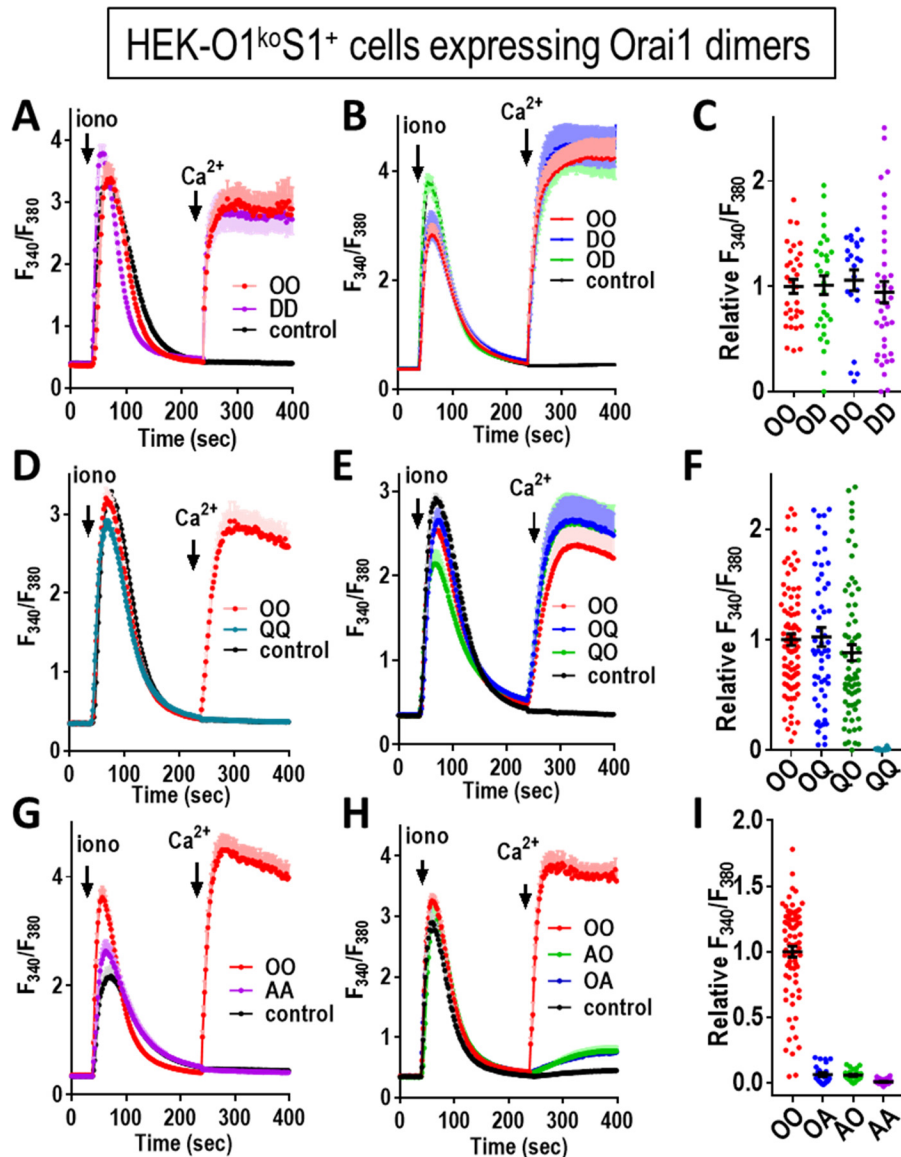 HEK-O1ᵏᵒS1⁺ cells expressing Orai1 dimers
A
iono
Ca²⁺
F₃₄₀/F₃₈₀
4
3
2
1
0
OO
DD
control
0 100 200 300 400
Time (sec)
B
iono
Ca²⁺
F₃₄₀/F₃₈₀
4
2
0
OO
DO
OD
control
0 100 200 300 400
Time (sec)
C
Relative F₃₄₀/F₃₈₀
2
1
0
OO OD DO DD
D
iono
Ca²⁺
F₃₄₀/F₃₈₀
3
2
1
0
OO
QQ
control
0 100 200 300 400
Time (sec)
E
iono
Ca²⁺
F₃₄₀/F₃₈₀
3
2
1
0
OO
OQ
QO
control
0 100 200 300 400
Time (sec)
F
Relative F₃₄₀/F₃₈₀
2
1
0
OO OQ QO QQ
G
iono
Ca²⁺
F₃₄₀/F₃₈₀
4
2
0
OO
AA
control
0 100 200 300 400
Time (sec)
H
iono
Ca²⁺
F₃₄₀/F₃₈₀
4
3
2
1
0
OO
AO
OA
control
0 100 200 300 400
Time (sec)
I
Relative F₃₄₀/F₃₈₀
2.0
1.5
1.0
0.5
0.0
OO OA AO AA